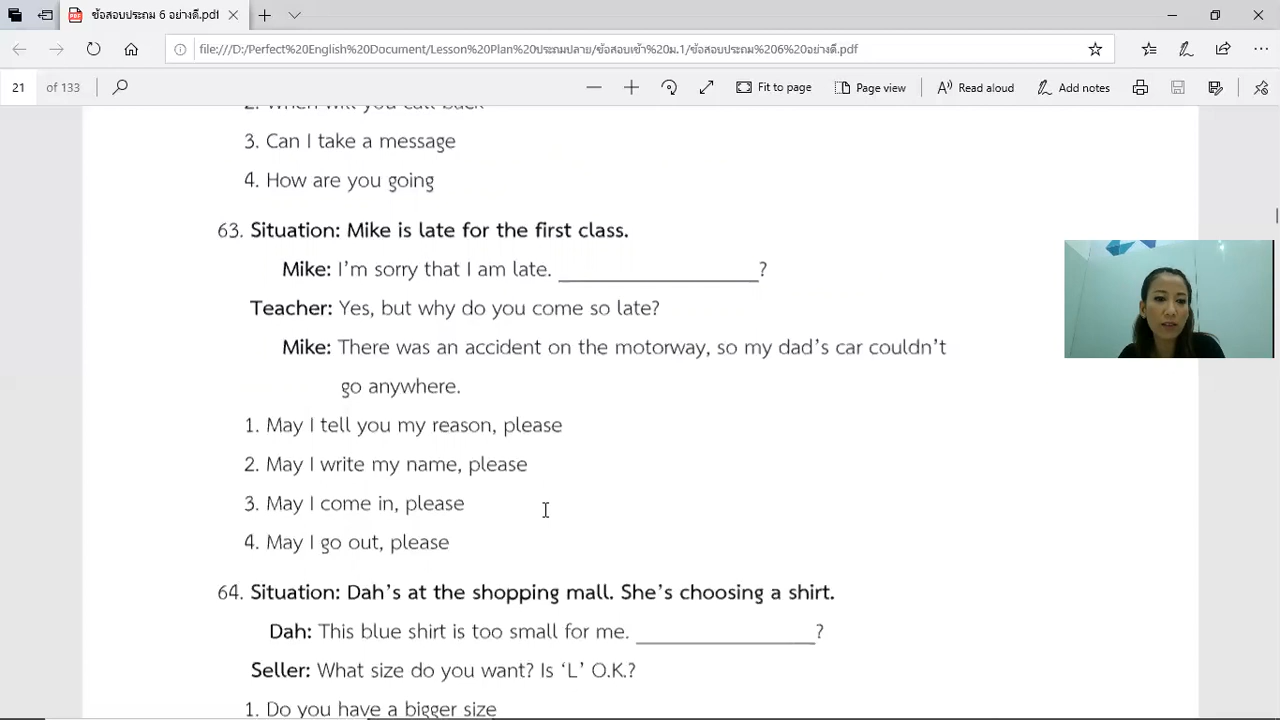 ข้อสอบประถม 6 อย่างดี.pdf
file:///D:/Perfect%20English%20Document/Lesson%20Plan%20ประถมปลาย/ข้อสอบเข้า%20ม.1/ข้อสอบประถม%206%20อย่างดี.pdf
21 of 133 Fit to page Page view Read aloud Add notes
2. When will you call back
3. Can I take a message
4. How are you going
63. Situation: Mike is late for the first class.
Mike: I'm sorry that I am late. ____________________?
Teacher: Yes, but why do you come so late?
Mike: There was an accident on the motorway, so my dad's car couldn't
go anywhere.
1. May I tell you my reason, please
2. May I write my name, please
3. May I come in, please
4. May I go out, please
64. Situation: Dah's at the shopping mall. She's choosing a shirt.
Dah: This blue shirt is too small for me. __________________?
Seller: What size do you want? Is 'L' O.K.?
1. Do you have a bigger size